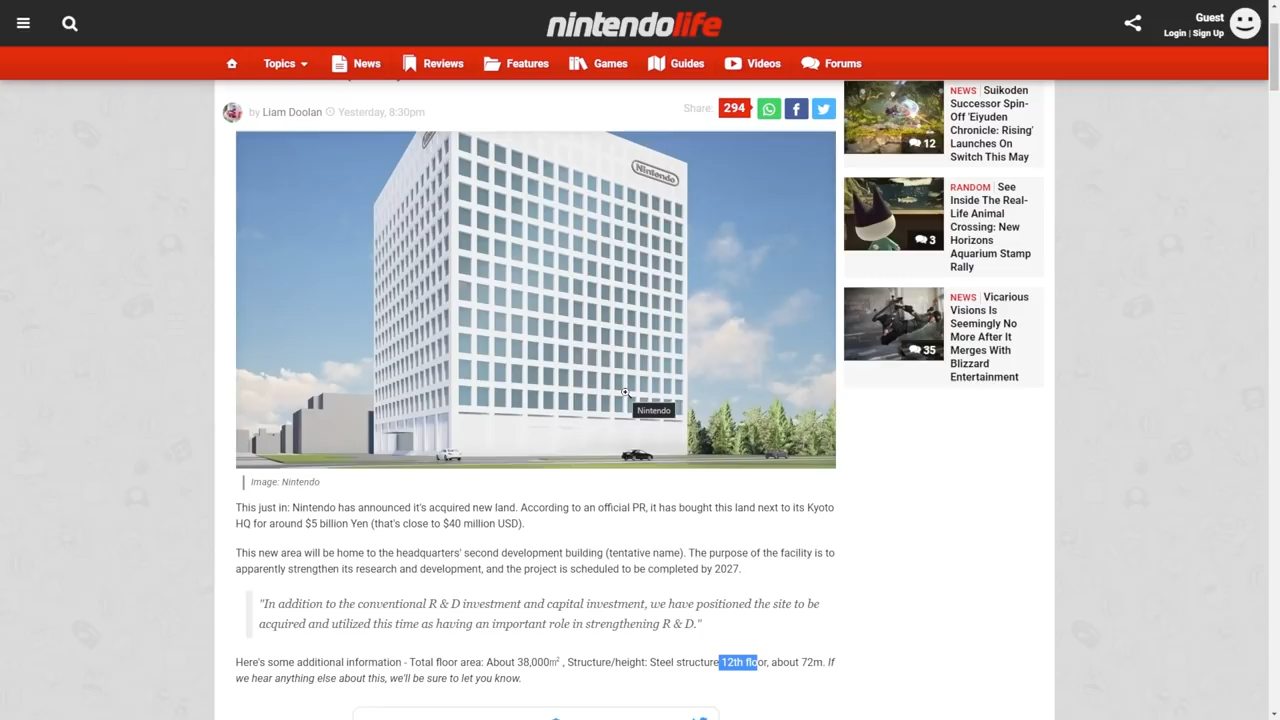 nintendolife
Guest
Login | Sign Up
Topics
News
Reviews
Features
Games
Guides
Videos
Forums
by Liam Doolan Yesterday, 8:30pm
Share: 294
Nintendo
Nintendo
Image: Nintendo
This just in: Nintendo has announced it's acquired new land. According to an official PR, it has bought this land next to its Kyoto
HQ for around $5 billion Yen (that's close to $40 million USD).
This new area will be home to the headquarters' second development building (tentative name). The purpose of the facility is to
apparently strengthen its research and development, and the project is scheduled to be completed by 2027.
"In addition to the conventional R & D investment and capital investment, we have positioned the site to be
acquired and utilized this time as having an important role in strengthening R & D."
Here's some additional information - Total floor area: About 38,000㎡ , Structure/height: Steel structure 12th floor, about 72m. If
we hear anything else about this, we'll be sure to let you know.
NEWS | Suikoden
Successor Spin-
Off 'Eiyuden
Chronicle: Rising'
Launches On
Switch This May
12
RANDOM | See
Inside The Real-
Life Animal
Crossing: New
Horizons
Aquarium Stamp
Rally
3
NEWS | Vicarious
Visions Is
Seemingly No
More After It
Merges With
Blizzard
Entertainment
35